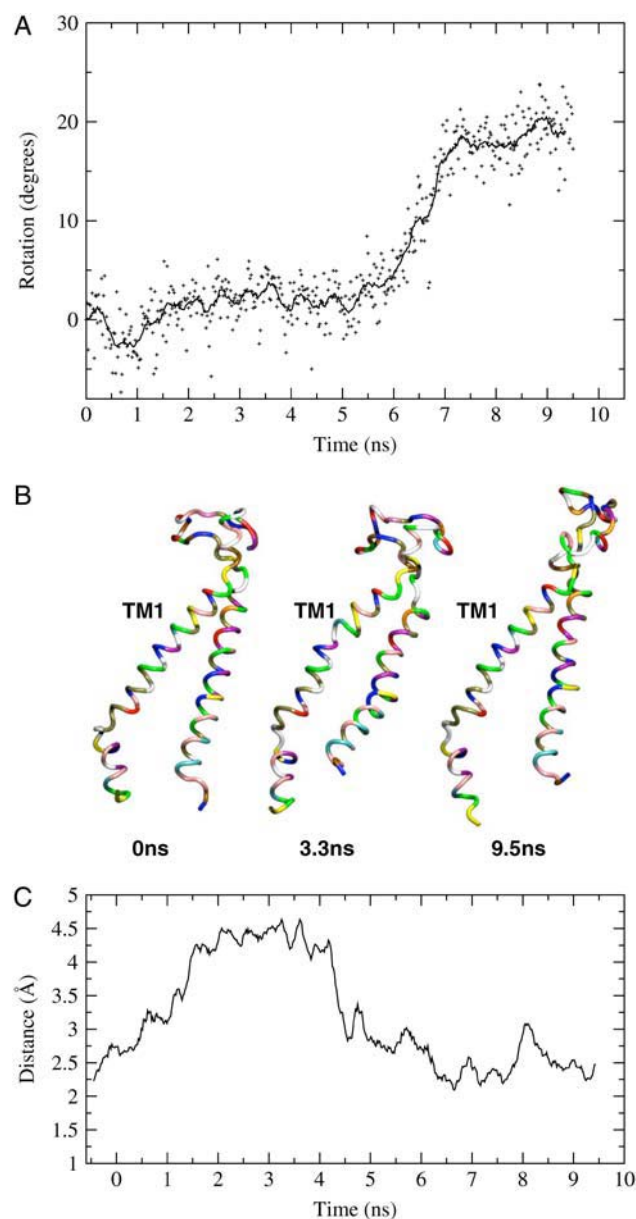 A
30
20
10
0
Rotation (degrees)
0 1 2 3 4 5 6 7 8 9 10
Time (ns)
B
TM1 TM1 TM1
0ns 3.3ns 9.5ns
C
5
4.5
4
3.5
3
2.5
2
1.5
1
Distance (Å)
0 1 2 3 4 5 6 7 8 9 10
Time (ns)